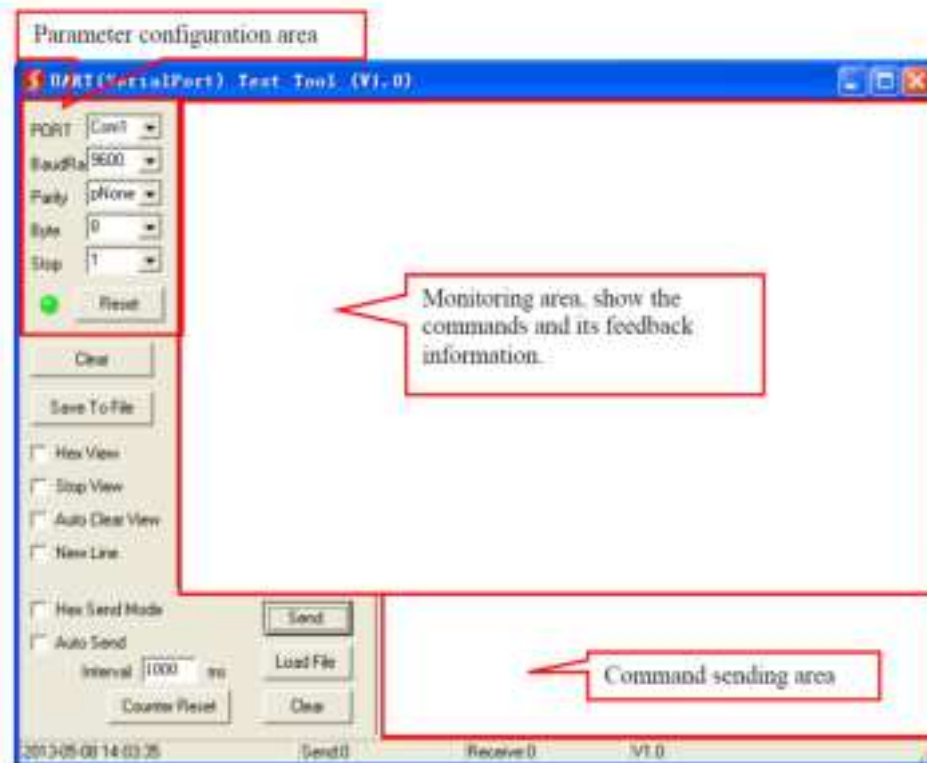 Parameter configuration area
UART(SerialPort) Test Tool (V1.0)
PORT Com1
BaudRa 9600
Parity pNone
Byte 8
Stop 1
Reset
Clear
Save To File
Hex View
Stop View
Auto Clear View
New Line
Monitoring area. show the
commands and its feedback
information.
Hex Send Mode
Auto Send
Interval 1000 ms
Counter Reset
Send
Load File
Clear
Command sending area
2013-05-08 14:03:35 Send:0 Receive:0 V1.0